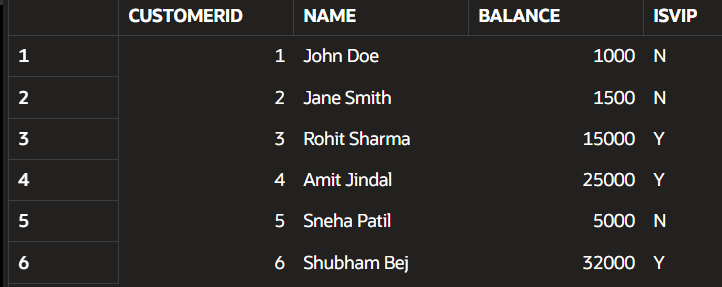 CUSTOMERID NAME BALANCE ISVIP
1 1 John Doe 1000 N
2 2 Jane Smith 1500 N
3 3 Rohit Sharma 15000 Y
4 4 Amit Jindal 25000 Y
5 5 Sneha Patil 5000 N
6 6 Shubham Bej 32000 Y